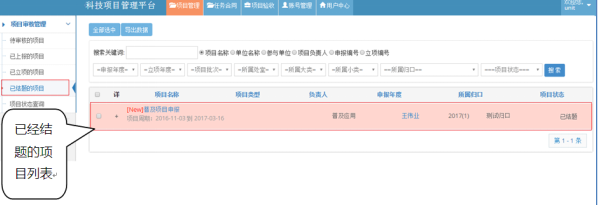 科技项目管理平台 项目管理 任务合同 项目验收 账号管理 用户中心
项目审核管理
待审核的项目
已上报的项目
已立项的项目
已结题的项目
项目状态查询
全部选中 导出数据
搜索关键词: 项目名称 单位名称 参与单位 项目负责人 申报编号 立项编号
=申报年度= =立项年度= =项目批次= =所属处室= =所属大类= =所属小类= ==所属归口== ===项目状态=== 搜索
详 项目名称 项目类型 负责人 申报年度 所属归口 项目状态
[New]普及项目申报 普及应用 王伟业 2017(1) 测试归口 已结题
项目周期: 2016-11-03 到 2017-03-16
第 1 - 1 条
已经结
题的项
目列表